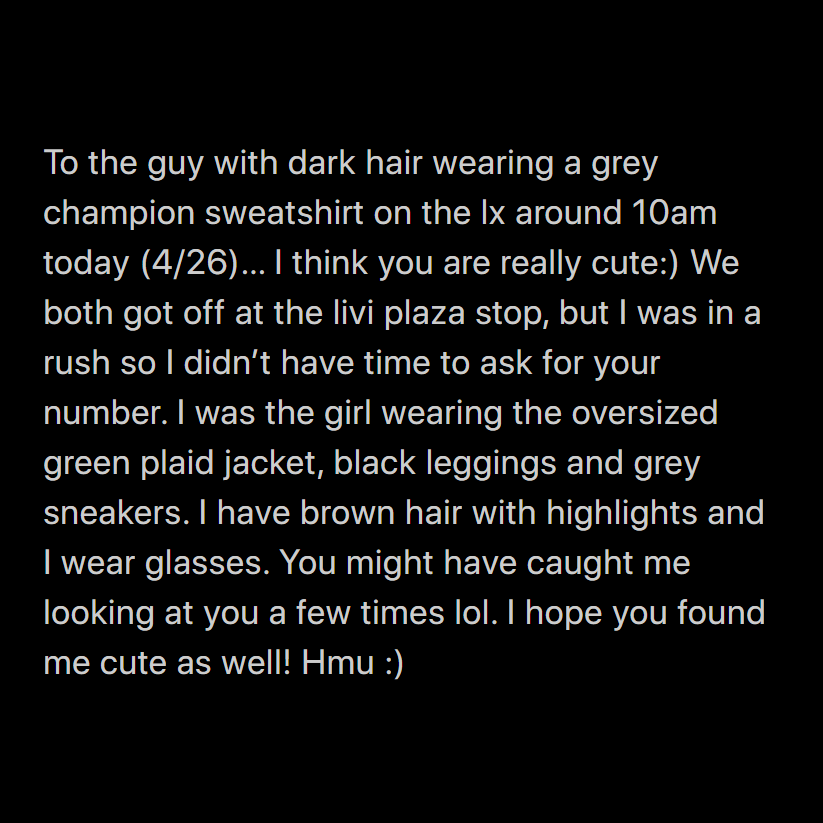 To the guy with dark hair wearing a grey
champion sweatshirt on the lx around 10am
today (4/26)... I think you are really cute:) We
both got off at the livi plaza stop, but I was in a
rush so I didn’t have time to ask for your
number. I was the girl wearing the oversized
green plaid jacket, black leggings and grey
sneakers. I have brown hair with highlights and
I wear glasses. You might have caught me
looking at you a few times lol. I hope you found
me cute as well! Hmu :)